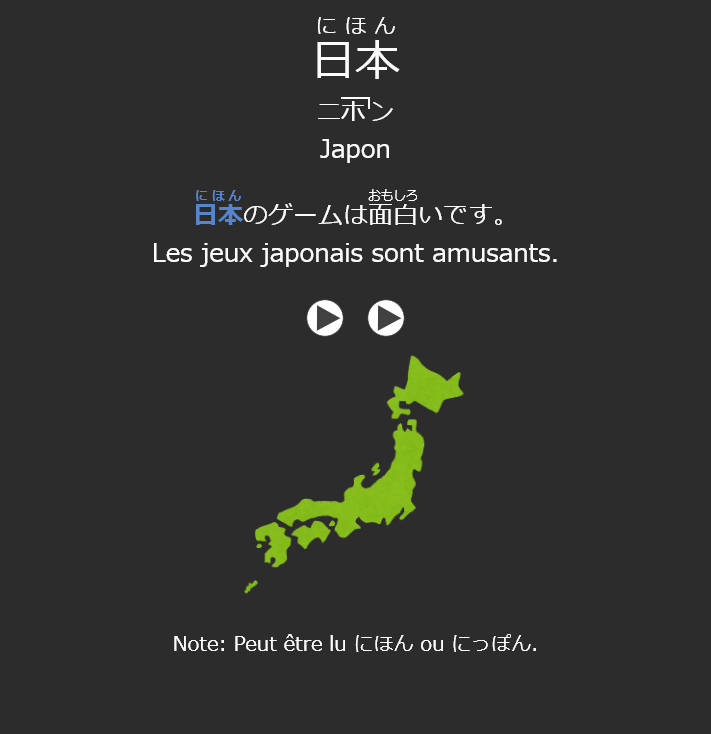 にほん
日本
ニホン
Japon
にほん おもしろ
日本のゲームは面白いです。
Les jeux japonais sont amusants.
Note: Peut être lu にほん ou にっぽん.